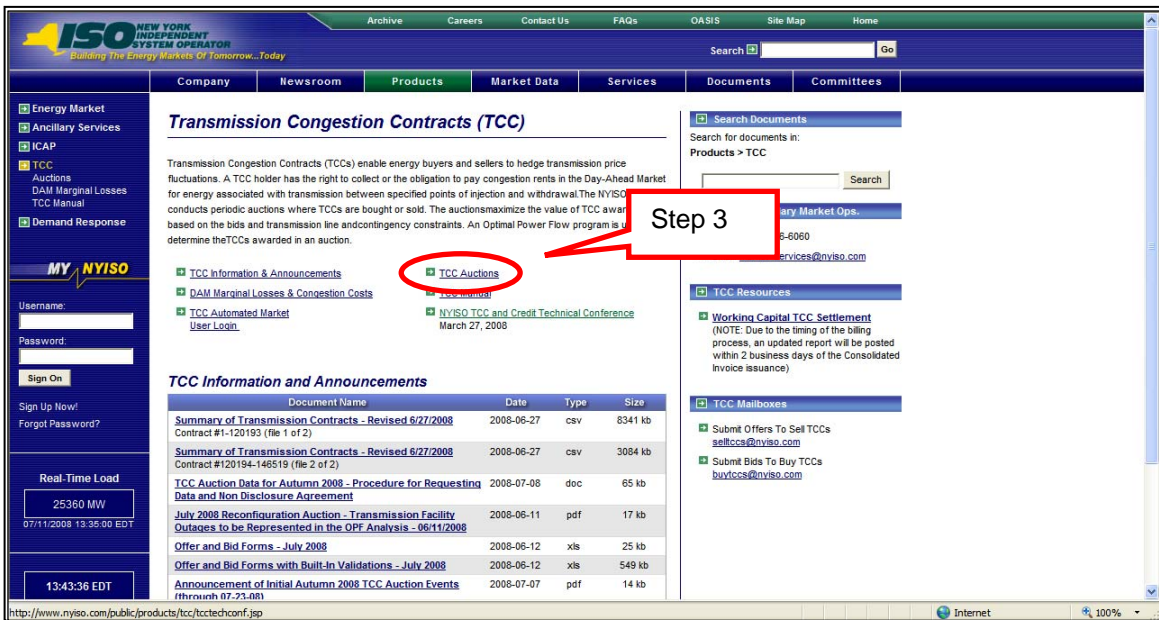 NEW YORK
INDEPENDENT
SYSTEM OPERATOR
ISO
Building The Energy Markets Of Tomorrow...Today
Archive Careers Contact Us FAQs OASIS Site Map Home
Search Go
Company Newsroom Products Market Data Services Documents Committees
Energy Market
Ancillary Services
ICAP
TCC
Auctions
DAM Marginal Losses
TCC Manual
Demand Response
MY NYISO
Username:
Password:
Sign On
Sign Up Now!
Forgot Password?
Real-Time Load
25360 MW
07/11/2008 13:35:00 EDT
13:43:36 EDT
Transmission Congestion Contracts (TCC)
Transmission Congestion Contracts (TCCs) enable energy buyers and sellers to hedge transmission price
fluctuations. A TCC holder has the right to collect or the obligation to pay congestion rents in the Day-Ahead Market
for energy associated with transmission between specified points of injection and withdrawal.The NYISO
conducts periodic auctions where TCCs are bought or sold. The auctionsmaximize the value of TCC
based on the bids and transmission line andcontingency constraints. An Optimal Power Flow program is
determine theTCCs awarded in an auction.
Step 3
TCC Information & Announcements
TCC Auctions
DAM Marginal Losses & Congestion Costs
TCC Manual
TCC Automated Market
User Login
NYISO TCC and Credit Technical Conference
March 27, 2008
TCC Information and Announcements
Document Name Date Type Size
Summary of Transmission Contracts - Revised 6/27/2008 2008-06-27 csv 8341 kb
Contract #1-120193 (file 1 of 2)
Summary of Transmission Contracts - Revised 6/27/2008 2008-06-27 csv 3084 kb
Contract #120194-146519 (file 2 of 2)
TCC Auction Data for Autumn 2008 - Procedure for Requesting 2008-07-08 doc 65 kb
Data and Non Disclosure Agreement
July 2008 Reconfiguration Auction - Transmission Facility 2008-06-11 pdf 17 kb
Outages to be Represented in the OPF Analysis - 06/11/2008
Offer and Bid Forms - July 2008 2008-06-12 xls 25 kb
Offer and Bid Forms with Built-In Validations - July 2008 2008-06-12 xls 549 kb
Announcement of Initial Autumn 2008 TCC Auction Events 2008-07-07 pdf 14 kb
(through 07-23-08)
Search Documents
Search for documents in:
Products > TCC
Search
Market Ops.
6-6060
ervices@nyiso.com
TCC Resources
Working Capital TCC Settlement
(NOTE: Due to the timing of the billing
process, an updated report will be posted
within 2 business days of the Consolidated
Invoice issuance)
TCC Mailboxes
Submit Offers To Sell TCCs
selltccs@nyiso.com
Submit Bids To Buy TCCs
buytccs@nyiso.com
http://www.nyiso.com/public/products/tcc/tcctechconf.jsp
Internet
100%